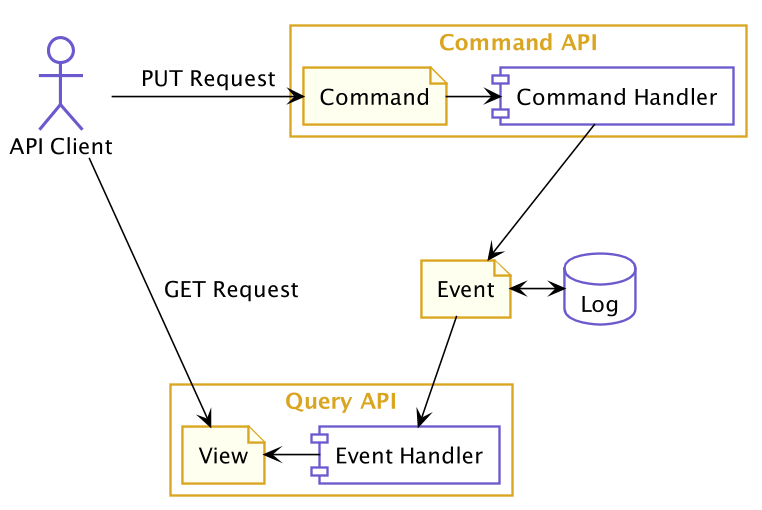 Command API
PUT Request
Command
Command Handler
API Client
GET Request
Event
Log
Query API
View
Event Handler